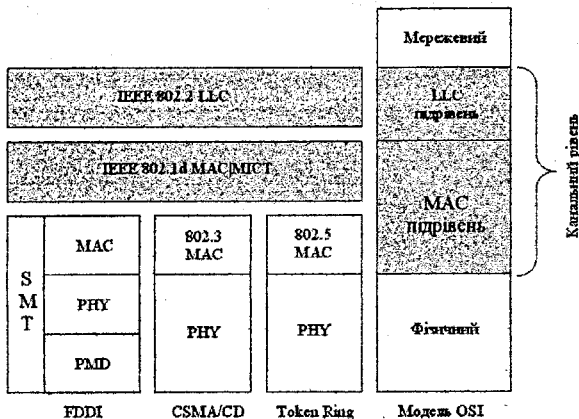 Мережевий
IEEE 802.2 LLC
LLC
підрівень
IEEE 802.1d MAC|МІСТ
MAC
підрівень
Канальний рівень
S
M
T
MAC
802.3
MAC
802.5
MAC
PHY
PHY
PHY
Фізичний
PMD
FDDI
CSMA/CD
Token Ring
Модель OSI